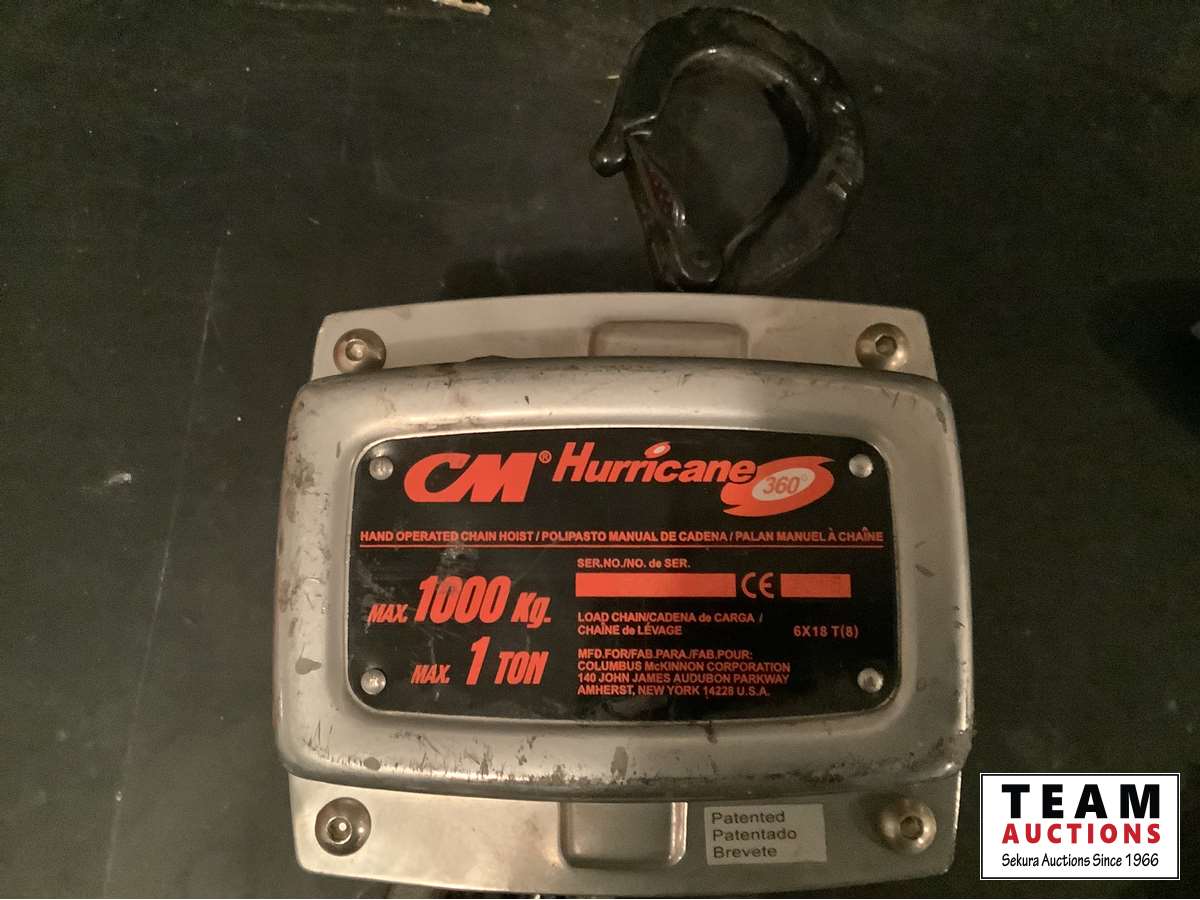 CM® Hurricane 360°
HAND OPERATED CHAIN HOIST / POLIPASTO MANUAL DE CADENA / PALAN MANUEL À CHAÎNE
MAX. 1000 Kg.
MAX. 1 TON
SER.NO./NO. de SER.
CE
LOAD CHAIN/CADENA de CARGA /
CHAÎNE de LÉVAGE 6X18 T(8)
MFD.FOR/FAB.PARA./FAB.POUR:
COLUMBUS McKINNON CORPORATION
140 JOHN JAMES AUDUBON PARKWAY
AMHERST, NEW YORK 14228 U.S.A.
Patented
Patentado
Brevete
TEAM
AUCTIONS
Sekura Auctions Since 1966